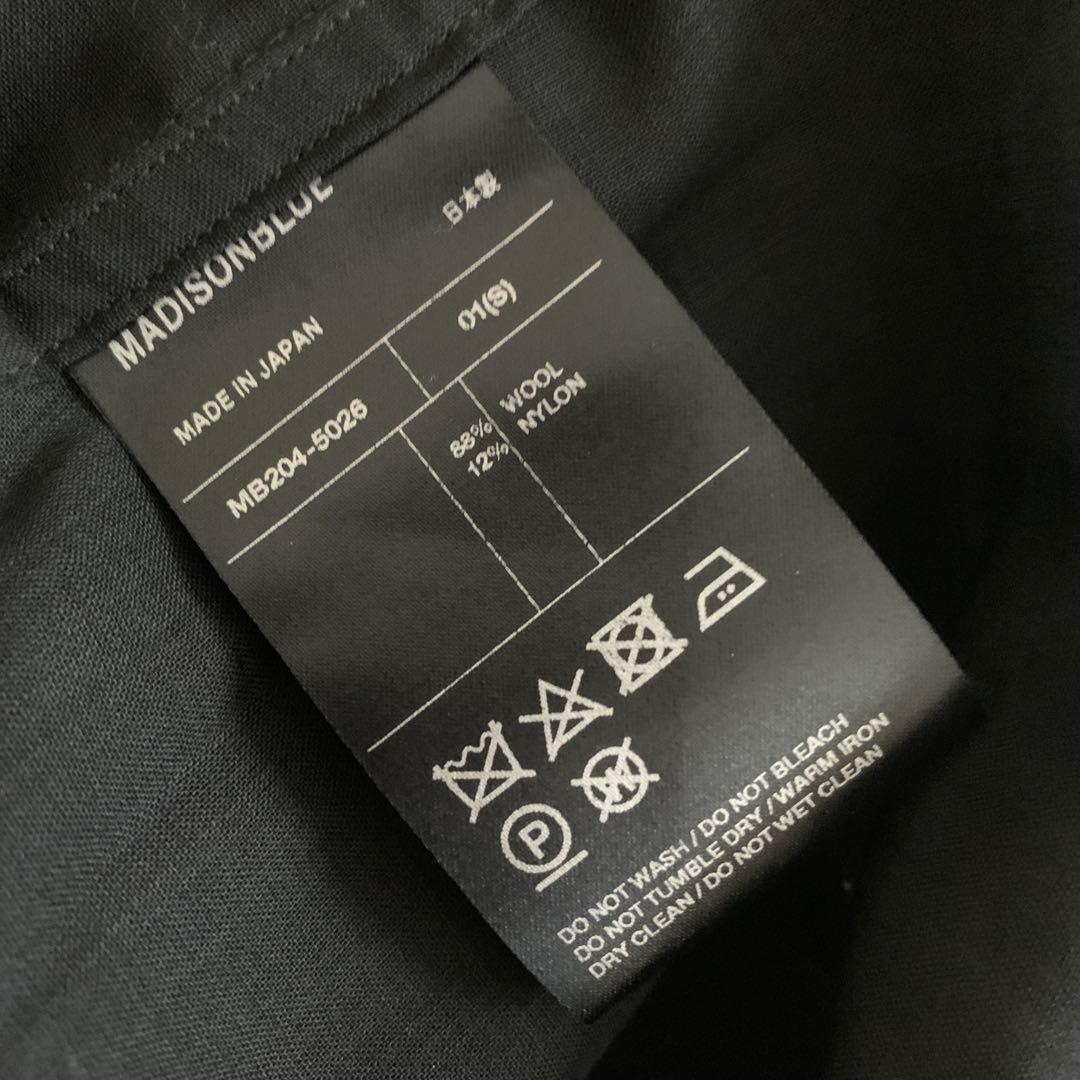 MADISONBLUE
MADE IN JAPAN 日本製
MB204-5026 01(S)
88% WOOL
12% NYLON
P W
DO NOT WASH / DO NOT BLEACH
DO NOT TUMBLE DRY / WARM IRON
DRY CLEAN / DO NOT WET CLEAN